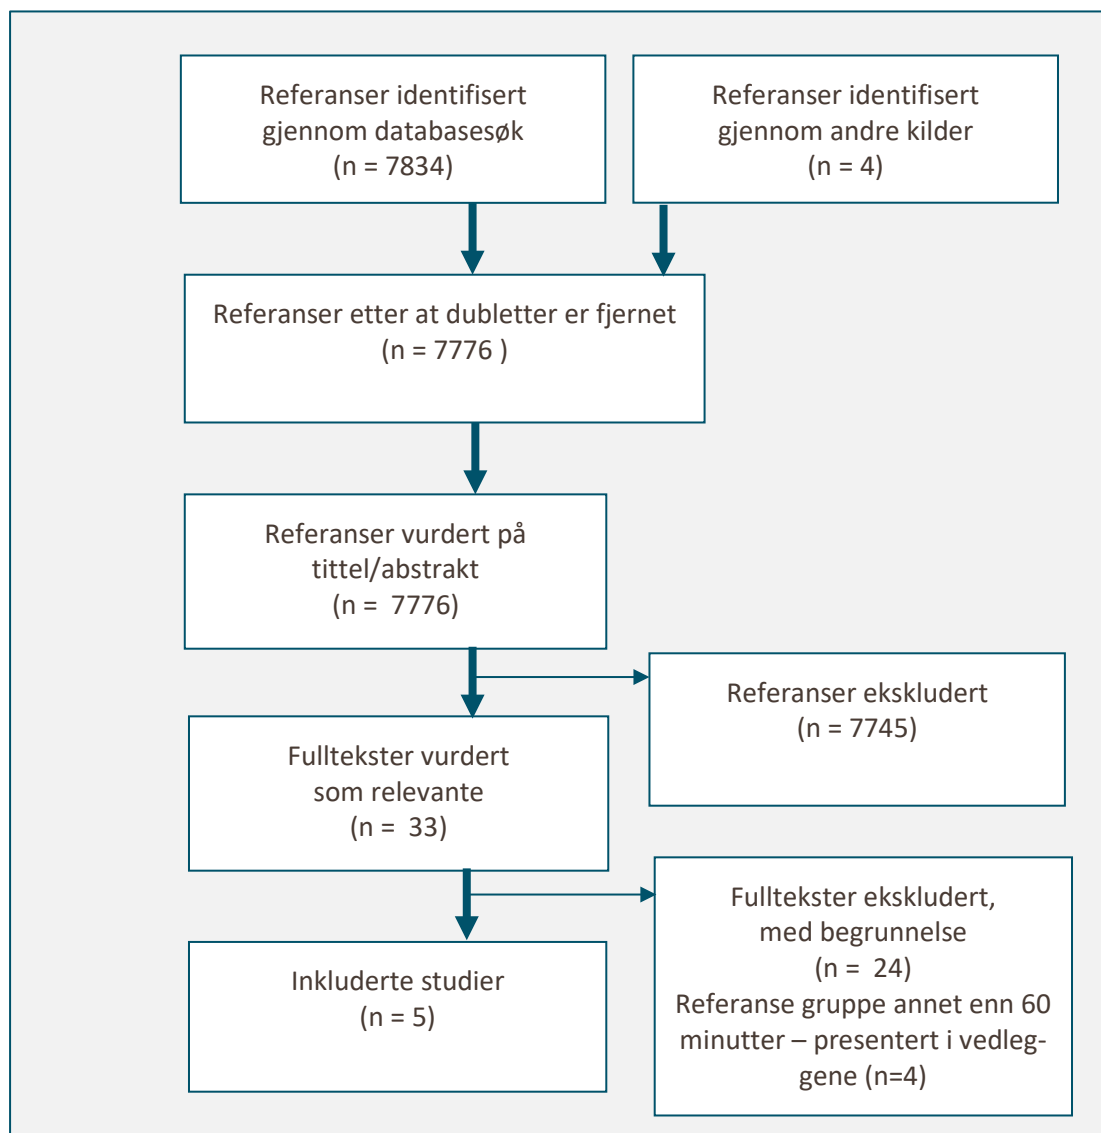 Referanser identifisert
gjennom databasesøk
(n = 7834)
Referanser identifisert
gjennom andre kilder
(n = 4)
Referanser etter at dubletter er fjernet
(n = 7776 )
Referanser vurdert på
tittel/abstrakt
(n =  7776)
Referanser ekskludert
(n = 7745)
Fulltekster vurdert
som relevante
(n =  33)
Fulltekster ekskludert,
med begrunnelse
(n =  24)
Referanse gruppe annet enn 60
minutter – presentert i vedleg-
gene (n=4)
Inkluderte studier
(n = 5)